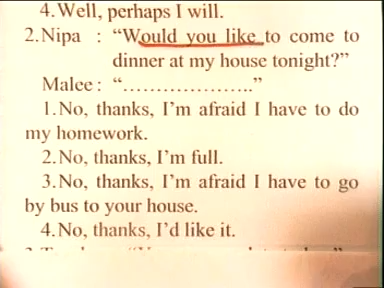 4.Well, perhaps I will.
2.Nipa : “Would you like to come to
dinner at my house tonight?”
Malee : “………………..”
1.No, thanks, I’m afraid I have to do
my homework.
2.No, thanks, I’m full.
3.No, thanks, I’m afraid I have to go
by bus to your house.
4.No, thanks, I’d like it.